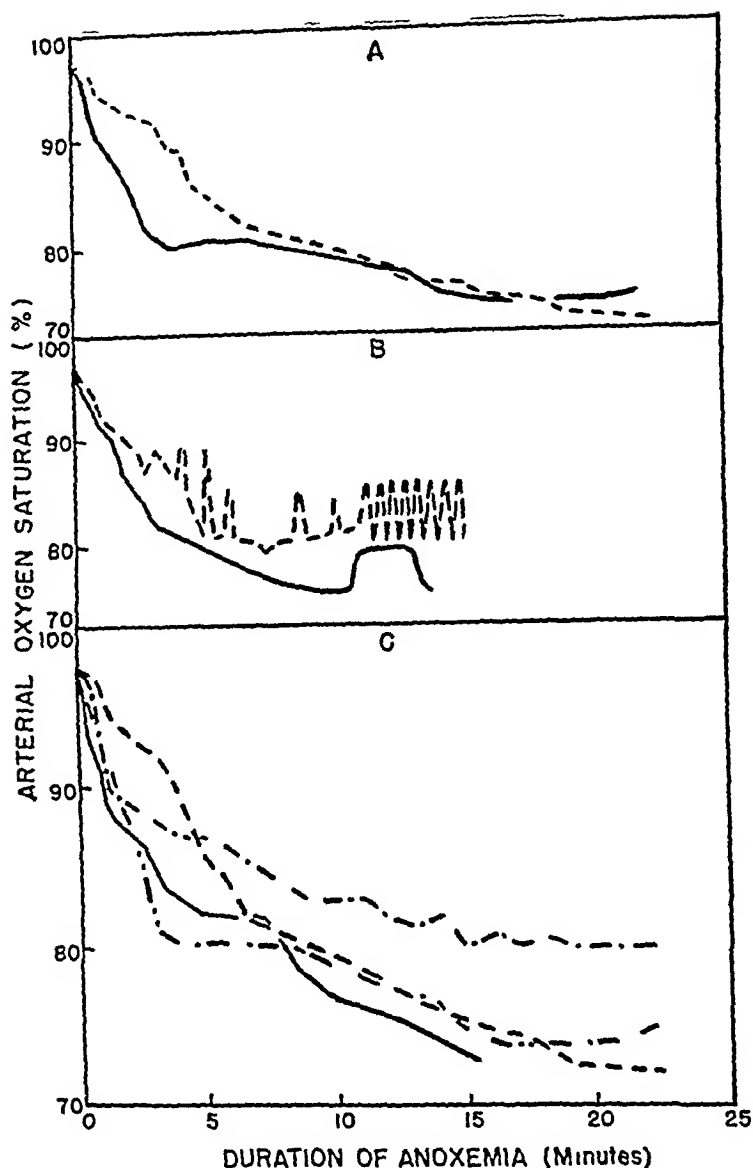 A
100
90
80
70
B
100
90
80
70
C
100
90
80
70
0 5 10 15 20 25
ARTERIAL OXYGEN SATURATION (%)
DURATION OF ANOXEMIA (Minutes)